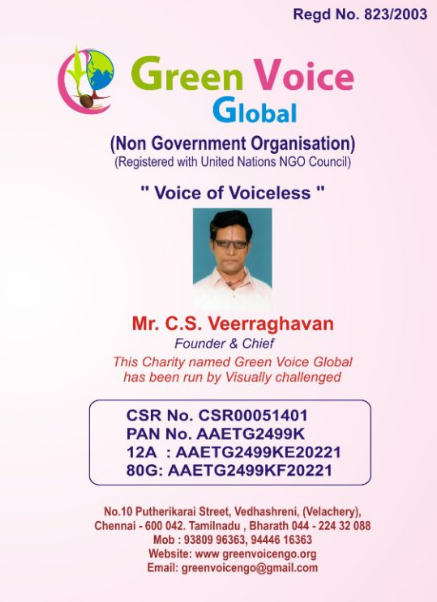 Regd No. 823/2003
Green Voice
Global
(Non Government Organisation)
(Registered with United Nations NGO Council)
" Voice of Voiceless "
Mr. C.S. Veerraghavan
Founder & Chief
This Charity named Green Voice Global
has been run by Visually challenged
CSR No. CSR00051401
PAN No. AAETG2499K
12A : AAETG2499KE20221
80G: AAETG2499KF20221
No.10 Putherikarai Street, Vedhashreni, (Velachery),
Chennai - 600 042. Tamilnadu , Bharath 044 - 224 32 088
Mob : 93809 96363, 94446 16363
Website: www greenvoicengo.org
Email: greenvoicengo@gmail.com